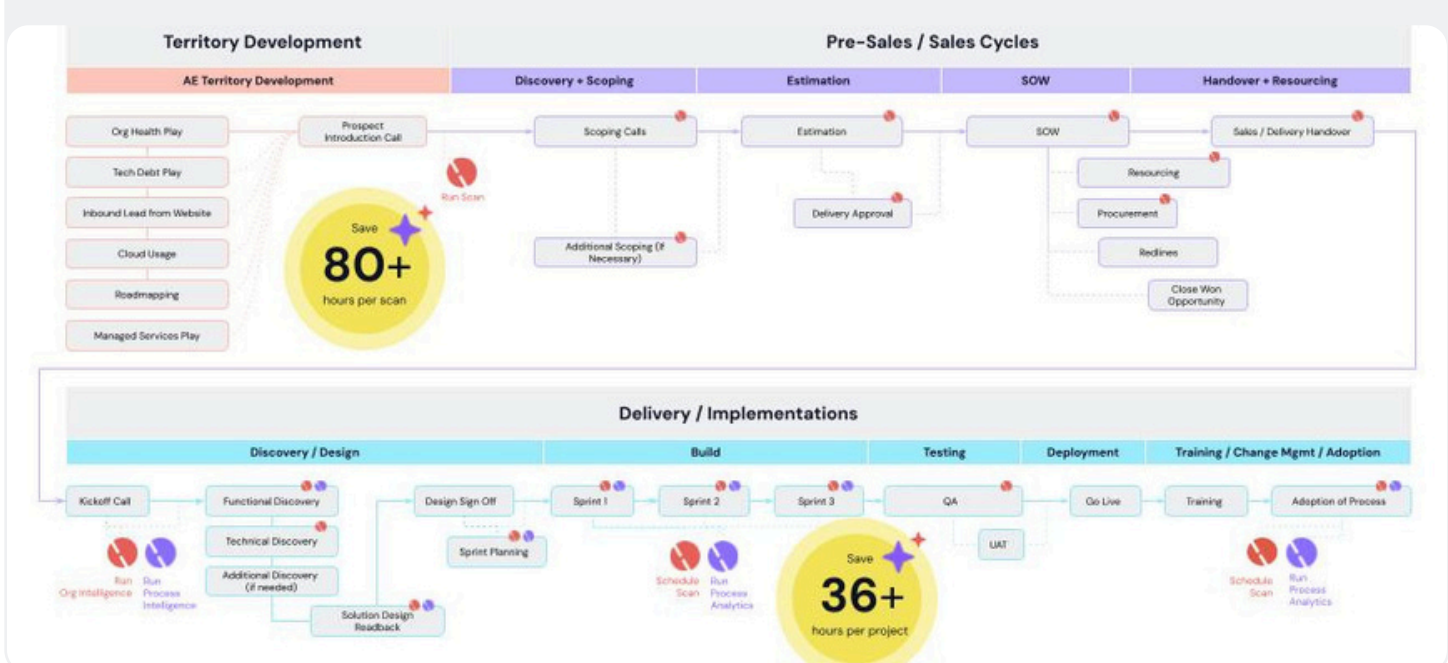 Territory Development
Pre-Sales / Sales Cycles
AE Territory Development
Discovery + Scoping
Estimation
SOW
Handover + Resourcing
Org Health Play
Prospect
Introduction Call
Scoping Calls
Estimation
SOW
Sales / Delivery Handover
Tech Debt Play
Run Scan
Resourcing
Inbound Lead from Website
Delivery Approval
Procurement
Save
80+
hours per scan
Cloud Usage
Additional Scoping (If
Necessary)
Redlines
Roadmapping
Close Won
Opportunity
Managed Services Play
Delivery / Implementations
Discovery / Design
Build
Testing
Deployment
Training / Change Mgmt / Adoption
Kickoff Call
Functional Discovery
Design Sign Off
Sprint 1
Sprint 2
Sprint 3
QA
Go Live
Training
Adoption of Process
Technical Discovery
Sprint Planning
UAT
Run
Org Intelligence
Run
Process
Intelligence
Additional Discovery
(if needed)
Solution Design
Readback
Schedule
Scan
Run
Process
Analytics
Save
36+
hours per project
Schedule
Scan
Run
Process
Analytics